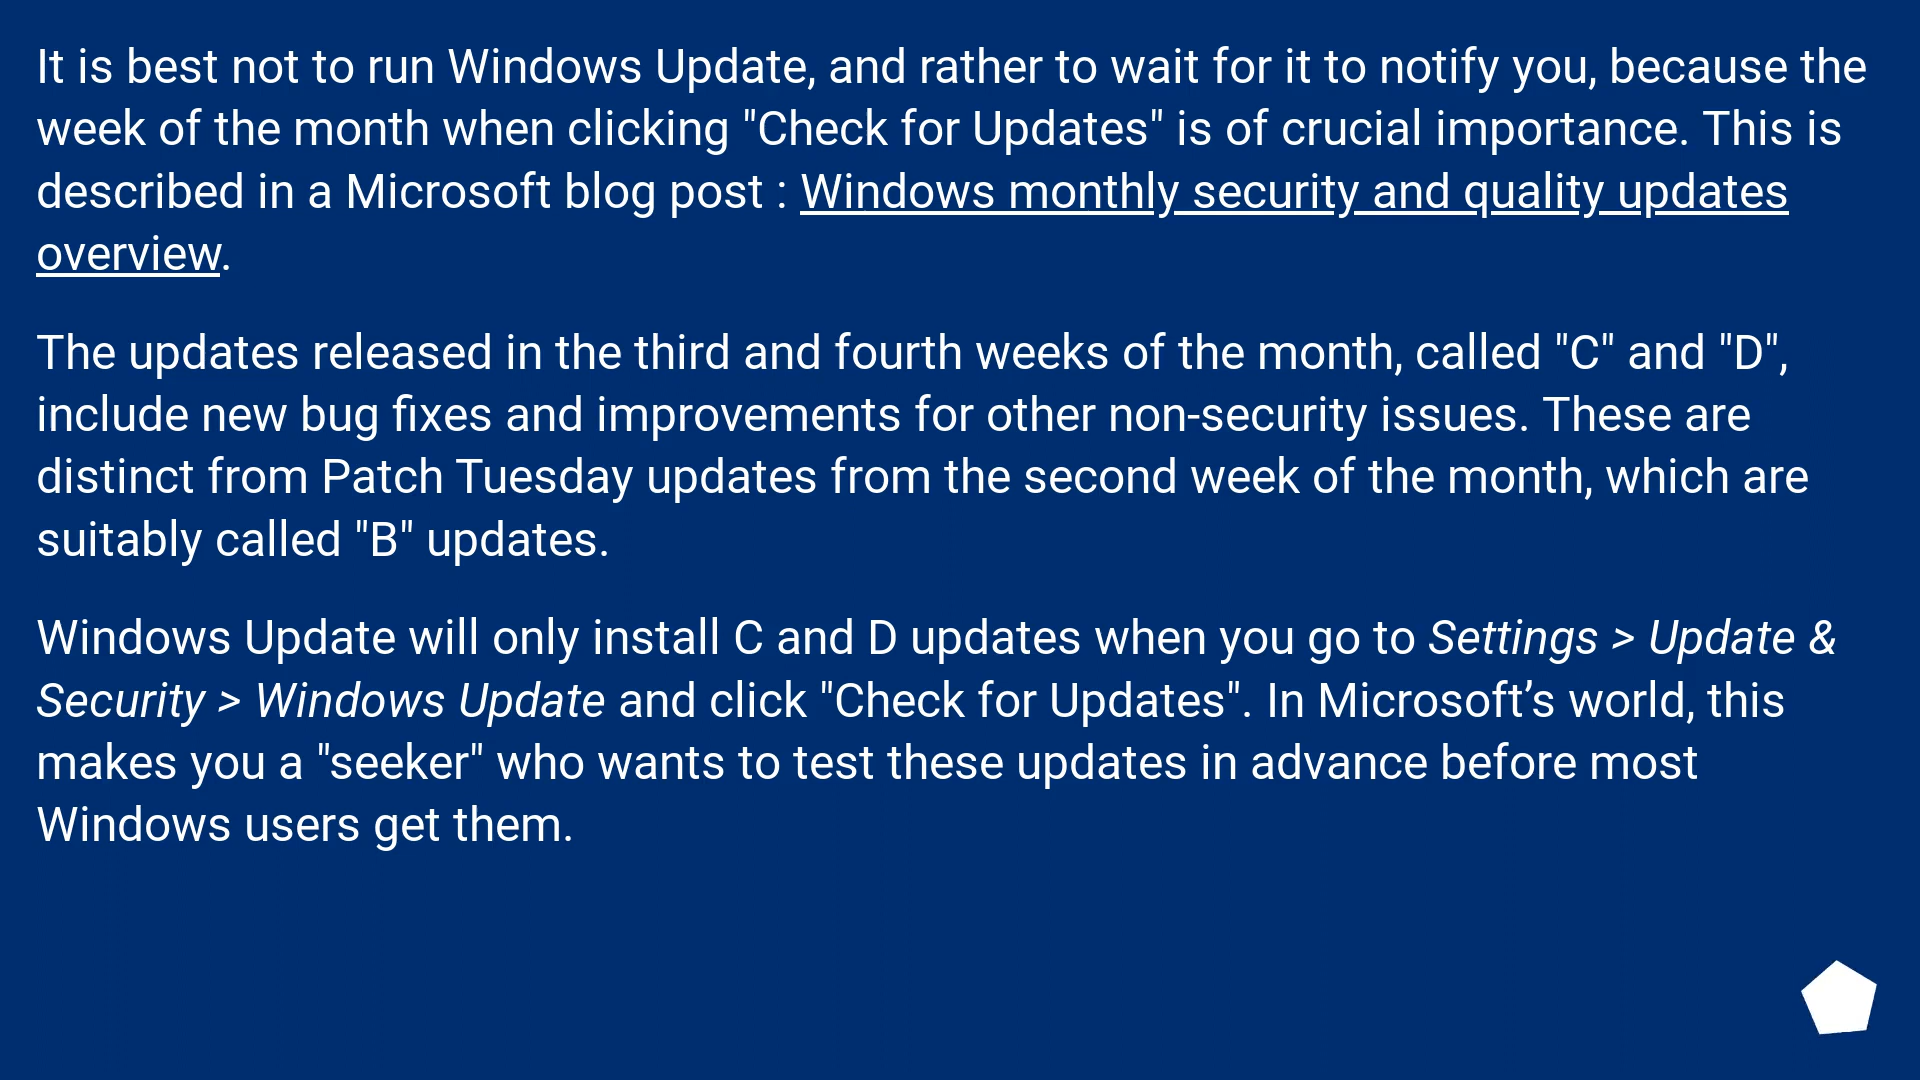 It is best not to run Windows Update, and rather to wait for it to notify you, because the
week of the month when clicking "Check for Updates" is of crucial importance. This is
described in a Microsoft blog post : Windows monthly security and quality updates
overview.
The updates released in the third and fourth weeks of the month, called "C" and "D",
include new bug fixes and improvements for other non-security issues. These are
distinct from Patch Tuesday updates from the second week of the month, which are
suitably called "B" updates.
Windows Update will only install C and D updates when you go to Settings > Update &
Security > Windows Update and click "Check for Updates". In Microsoft’s world, this
makes you a "seeker" who wants to test these updates in advance before most
Windows users get them.